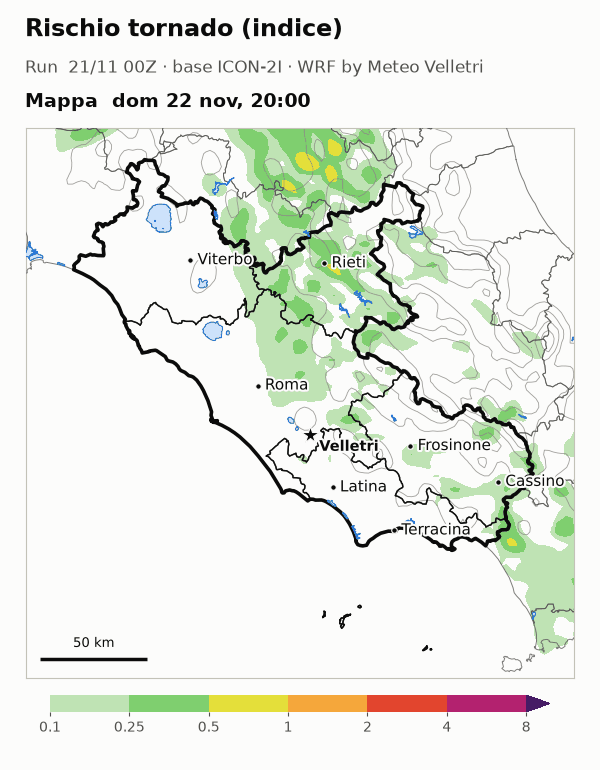 Rischio tornado (indice)
Run  21/11 00Z · base ICON-2I · WRF by Meteo Velletri
Mappa  dom 22 nov, 20:00
Viterbo
Rieti
Roma
Velletri
Frosinone
Cassino
Latina
Terracina
50 km
0.1 0.25 0.5 1 2 4 8